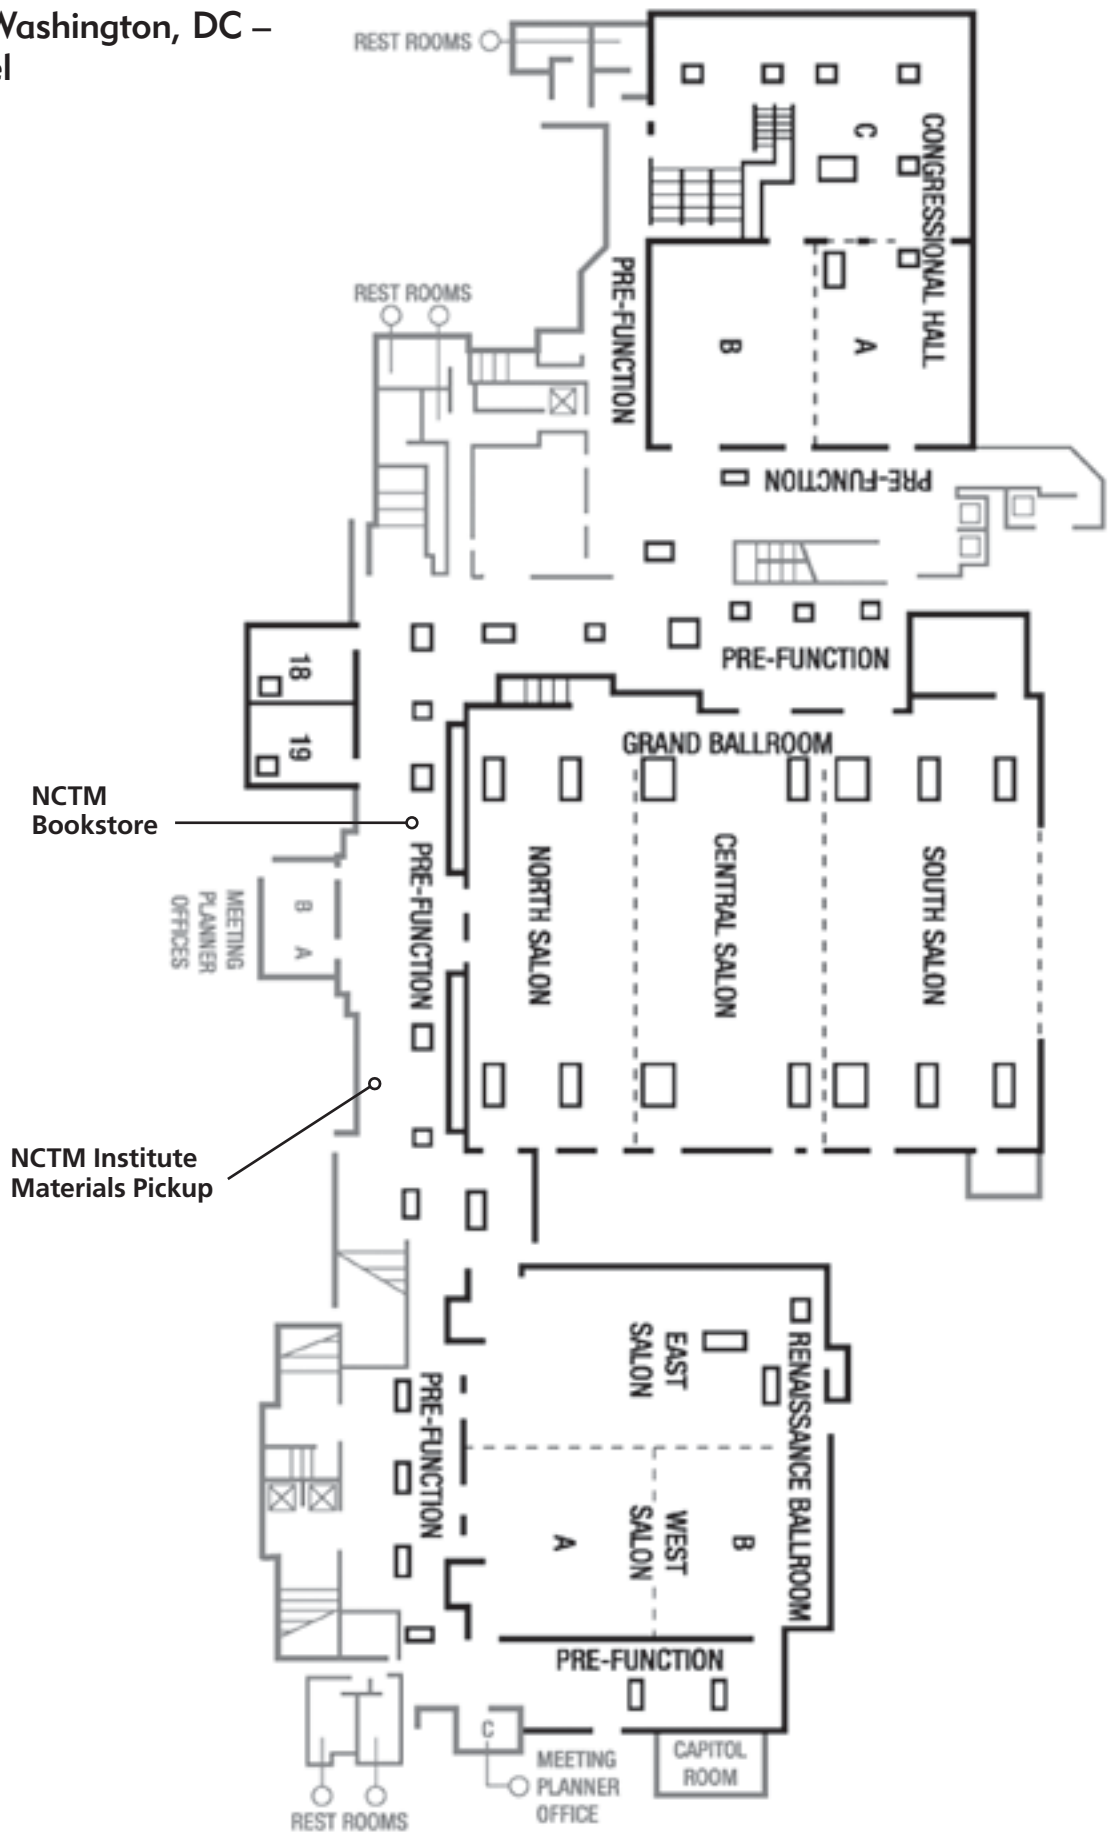 Washington, DC –
el
REST ROOMS
CONGRESSIONAL HALL
C
PRE-FUNCTION
B
A
REST ROOMS
PRE-FUNCTION
18
19
PRE-FUNCTION
GRAND BALLROOM
NCTM
Bookstore
PRE-FUNCTION
NORTH SALON
CENTRAL SALON
SOUTH SALON
MEETING
PLANNER
OFFICES
B
A
NCTM Institute
Materials Pickup
EAST
SALON
RENAISSANCE BALLROOM
PRE-FUNCTION
WEST
SALON
A
B
PRE-FUNCTION
C
MEETING
PLANNER
OFFICE
CAPITOL
ROOM
REST ROOMS